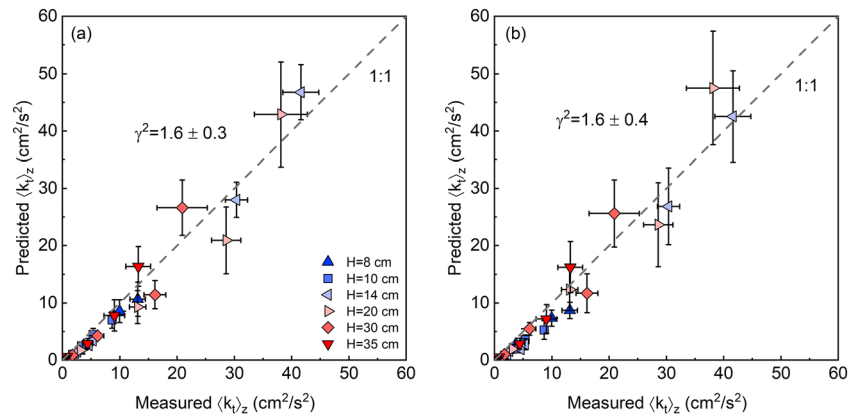 (a)
60
50
40
30
20
10
0
Predicted ⟨kₜ⟩z (cm²/s²)
γ²=1.6 ± 0.3
1:1
H=8 cm
H=10 cm
H=14 cm
H=20 cm
H=30 cm
H=35 cm
0 10 20 30 40 50 60
Measured ⟨kₜ⟩z (cm²/s²)
(b)
60
50
40
30
20
10
0
Predicted ⟨kₜ⟩z (cm²/s²)
γ²=1.6 ± 0.4
1:1
0 10 20 30 40 50 60
Measured ⟨kₜ⟩z (cm²/s²)